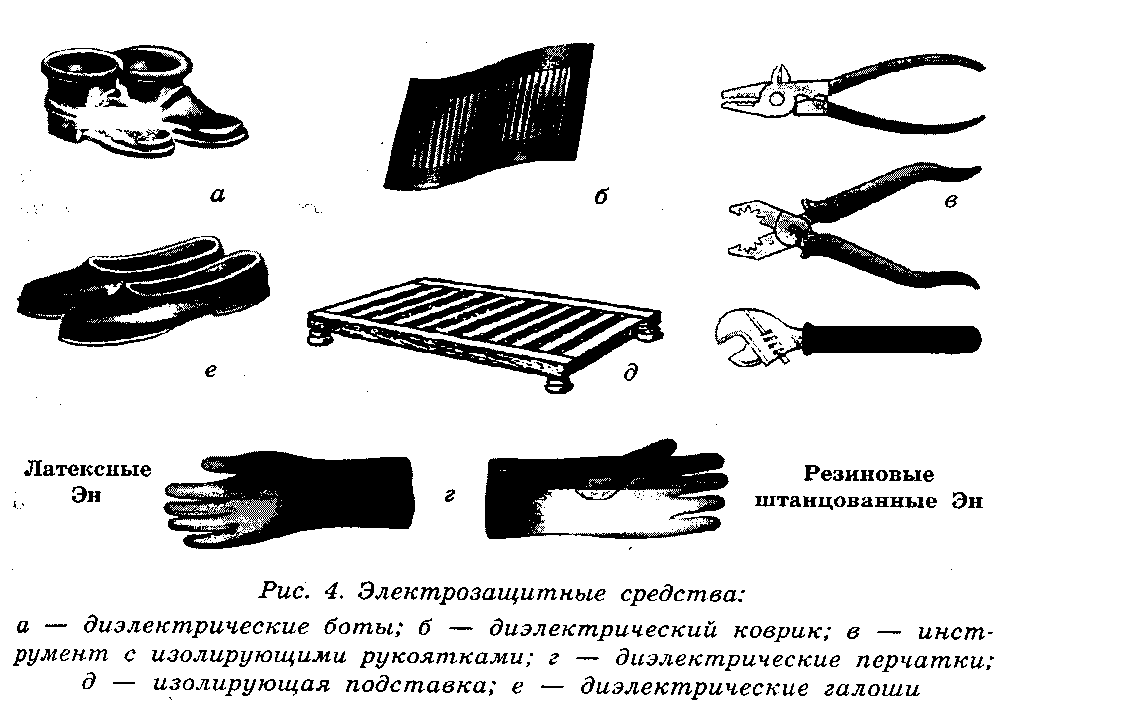 а
б
в
е
д
Латексные
Эн
г
Резиновые
штанцованные Эн
Рис. 4. Электрозащитные средства:
а — диэлектрические боты; б — диэлектрический коврик; в — инст-
румент с изолирующими рукоятками; г — диэлектрические перчатки;
д — изолирующая подставка; е — диэлектрические галоши